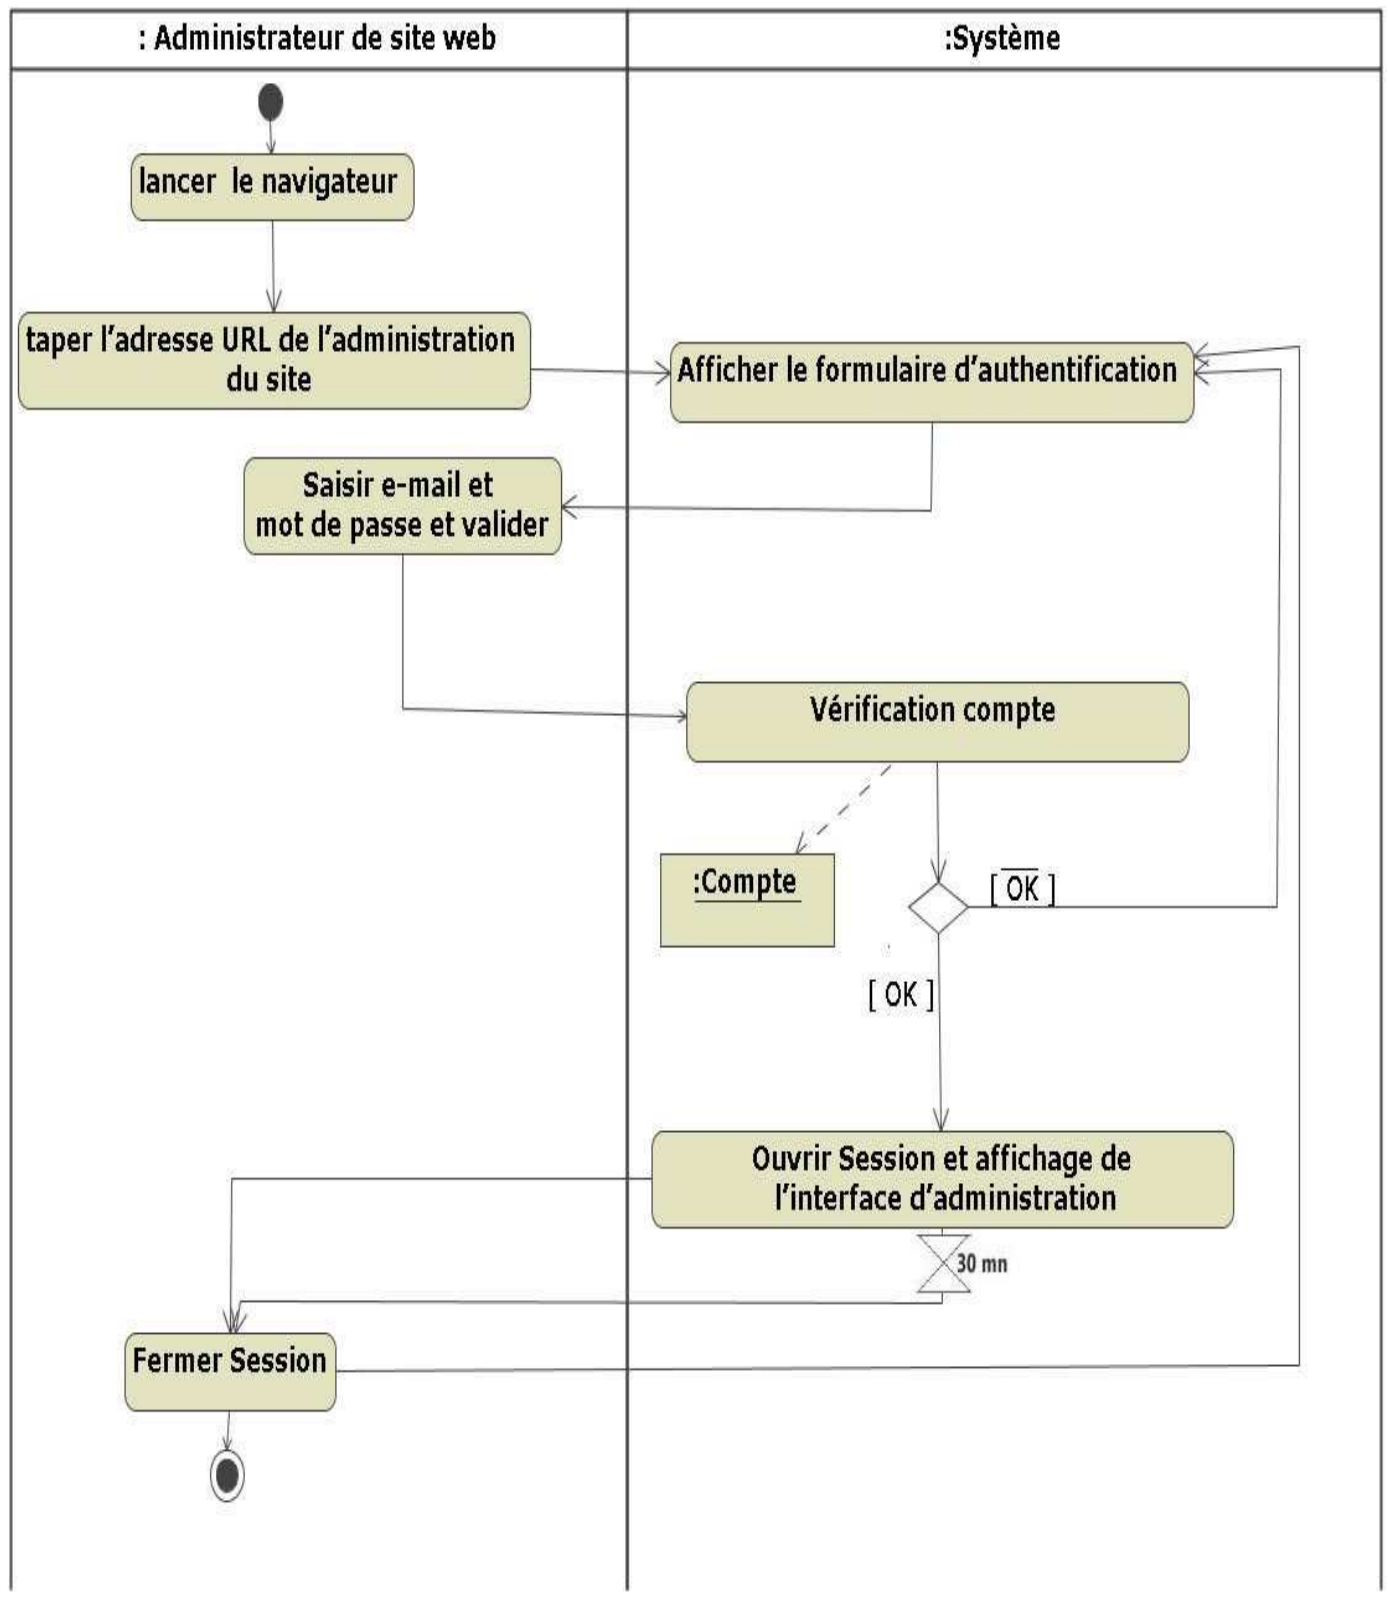 : Administrateur de site web
:Système
lancer le navigateur
taper l’adresse URL de l’administration
du site
Afficher le formulaire d’authentification
Saisir e-mail et
mot de passe et valider
Vérification compte
:Compte
[ OK ]
[ OK ]
Ouvrir Session et affichage de
l’interface d’administration
30 mn
Fermer Session